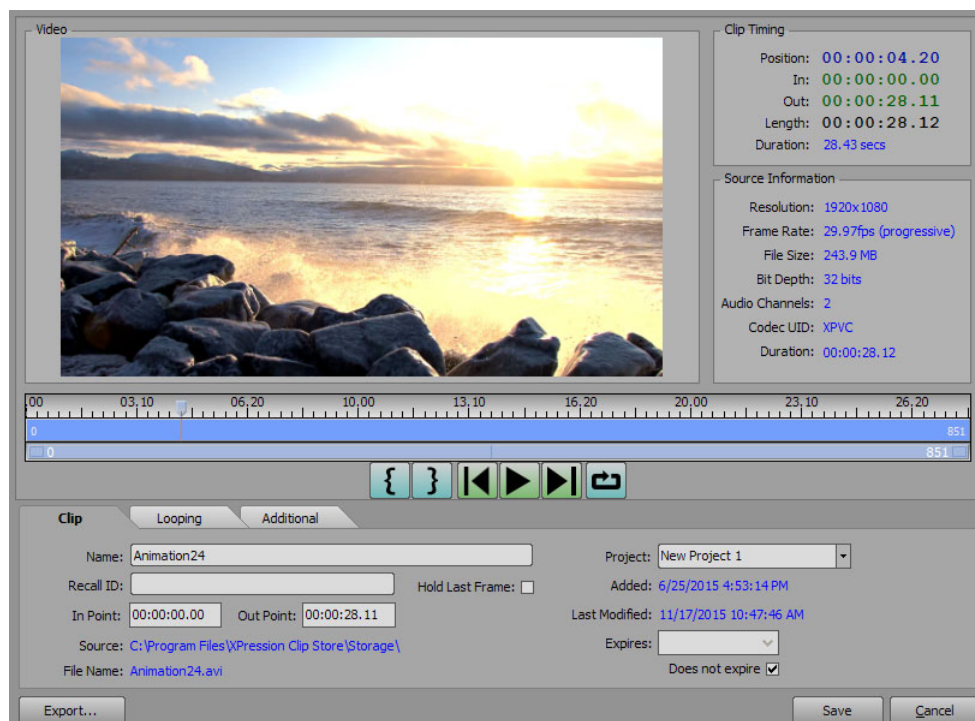 Video
Clip Timing
Position: 00:00:04.20
In: 00:00:00.00
Out: 00:00:28.11
Length: 00:00:28.12
Duration: 28.43 secs
Source Information
Resolution: 1920x1080
Frame Rate: 29.97fps (progressive)
File Size: 243.9 MB
Bit Depth: 32 bits
Audio Channels: 2
Codec UID: XPVC
Duration: 00:00:28.12
:00 03.10 06.20 10.00 13.10 16.20 20.00 23.10 26.20
0 851
0 851
Clip Looping Additional
Name: Animation24
Project: New Project 1
Recall ID:
Hold Last Frame:
Added: 6/25/2015 4:53:14 PM
In Point: 00:00:00.00 Out Point: 00:00:28.11
Last Modified: 11/17/2015 10:47:46 AM
Source: C:\Program Files\XPression Clip Store\Storage\
Expires:
File Name: Animation24.avi
Does not expire
Export... Save Cancel